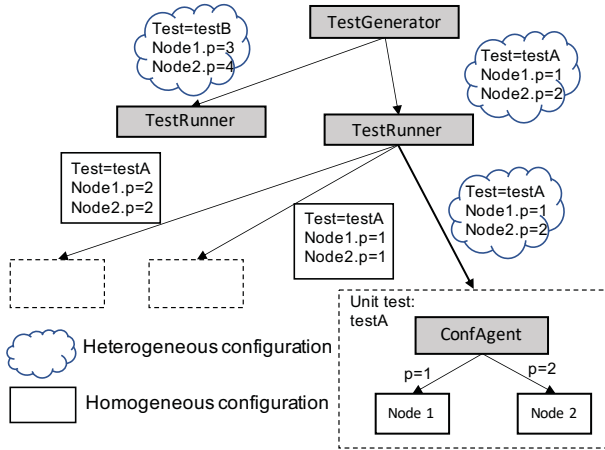 Test=testB
Node1.p=3
Node2.p=4
TestGenerator
Test=testA
Node1.p=1
Node2.p=2
TestRunner
TestRunner
Test=testA
Node1.p=2
Node2.p=2
Test=testA
Node1.p=1
Node2.p=1
Test=testA
Node1.p=1
Node2.p=2
Unit test:
testA
ConfAgent
p=1
p=2
Node 1
Node 2
Heterogeneous configuration
Homogeneous configuration